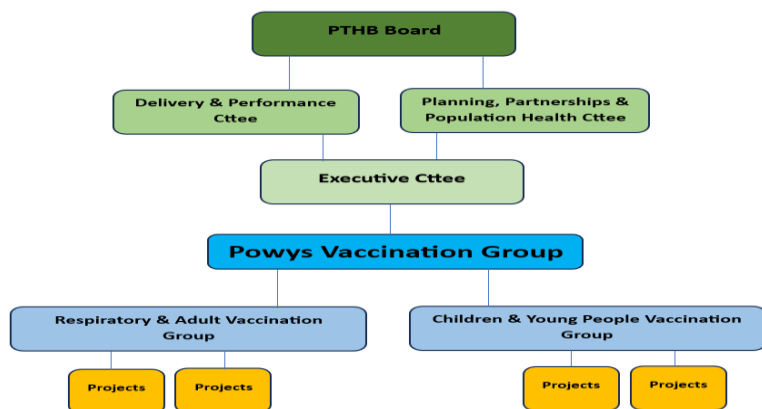 PTHB Board
Delivery & Performance
Cttee
Planning, Partnerships &
Population Health Cttee
Executive Cttee
Powys Vaccination Group
Respiratory & Adult Vaccination
Group
Children & Young People Vaccination
Group
Projects
Projects
Projects
Projects